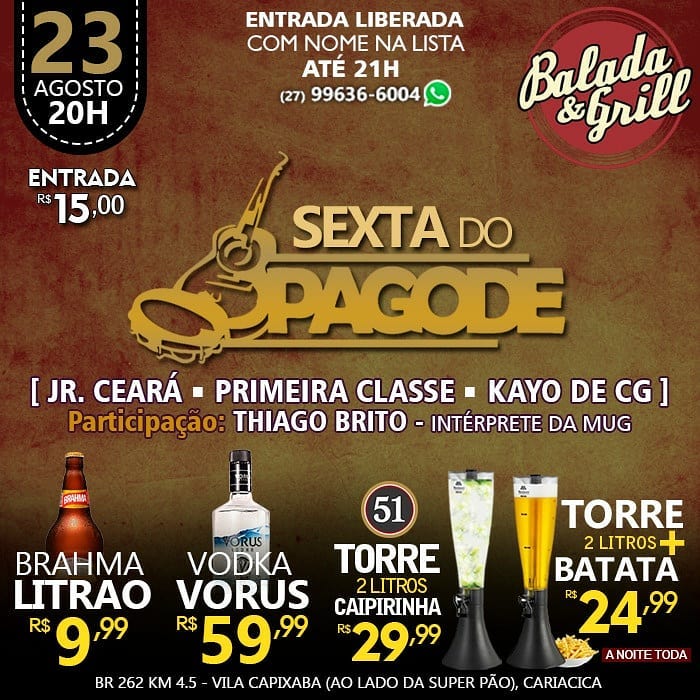 23
AGOSTO
20H
ENTRADA LIBERADA
COM NOME NA LISTA
ATÉ 21H
(27) 99636-6004
Balada
& Grill
ENTRADA
R$ 15,00
SEXTA DO
PAGODE
[ JR. CEARÁ ▪ PRIMEIRA CLASSE ▪ KAYO DE CG ]
Participação: THIAGO BRITO - INTÉRPRETE DA MUG
BRAHMA
BRAHMA
LITRAO
R$ 9,99
VORUS
VODKA
VORUS
R$ 59,99
51
TORRE
2 LITROS
CAIPIRINHA
R$ 29,99
TORRE
2 LITROS +
BATATA
R$ 24,99
A NOITE TODA
BR 262 KM 4.5 - VILA CAPIXABA (AO LADO DA SUPER PÃO), CARIACICA